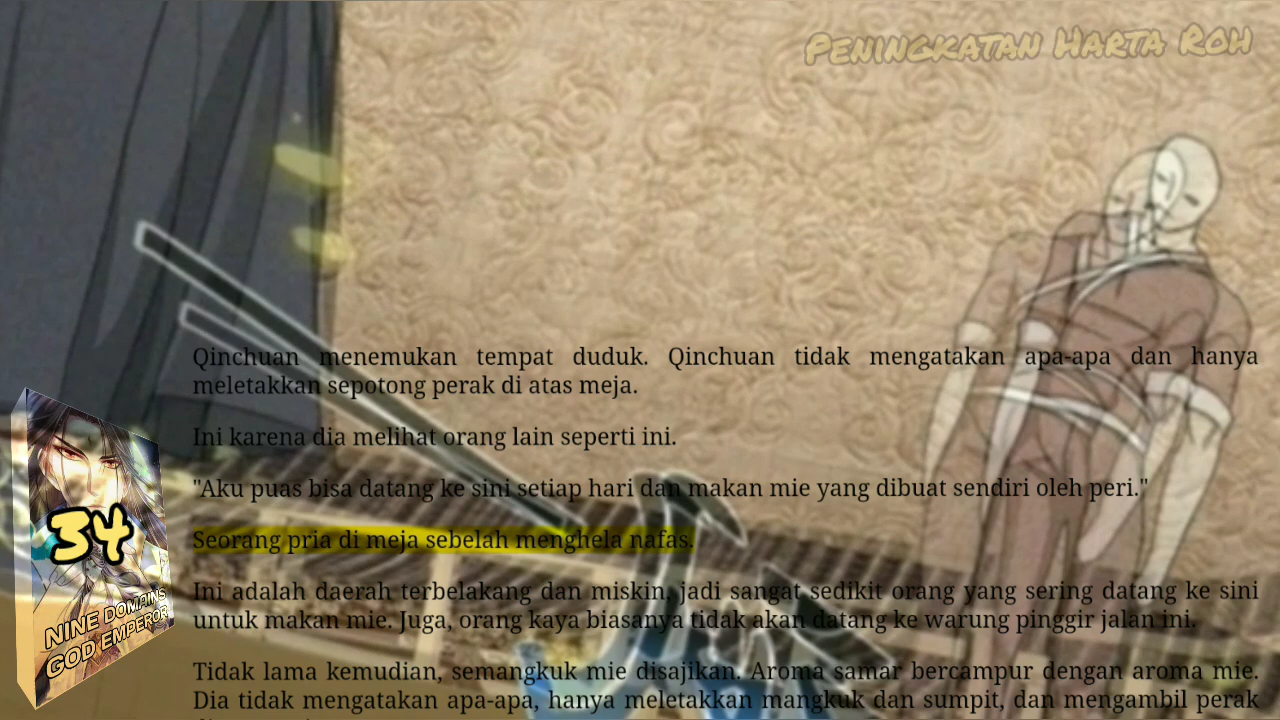 Peningkatan Harta Roh
Qinchuan menemukan tempat duduk. Qinchuan tidak mengatakan apa-apa dan hanya
meletakkan sepotong perak di atas meja.
Ini karena dia melihat orang lain seperti ini.
"Aku puas bisa datang ke sini setiap hari dan makan mie yang dibuat sendiri oleh peri."
Seorang pria di meja sebelah menghela nafas.
Ini adalah daerah terbelakang dan miskin, jadi sangat sedikit orang yang sering datang ke sini
untuk makan mie. Juga, orang kaya biasanya tidak akan datang ke warung pinggir jalan ini.
Tidak lama kemudian, semangkuk mie disajikan. Aroma samar bercampur dengan aroma mie.
Dia tidak mengatakan apa-apa, hanya meletakkan mangkuk dan sumpit, dan mengambil perak
34
NINE DOMAINS
GOD EMPEROR